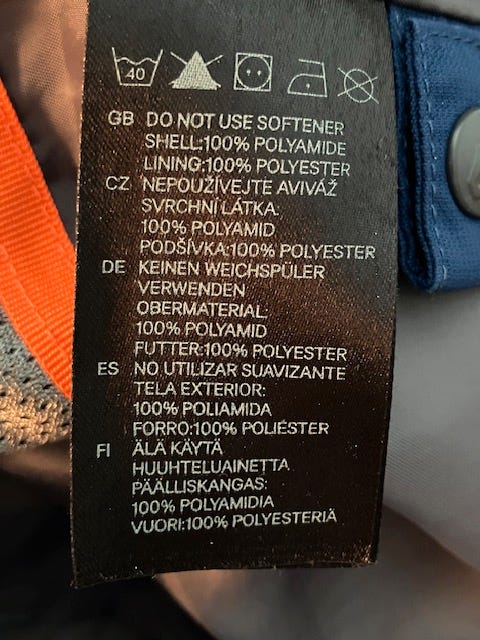 40
GB DO NOT USE SOFTENER
SHELL:100% POLYAMIDE
LINING:100% POLYESTER
CZ NEPOUŽÍVEJTE AVIVÁŽ
SVRCHNÍ LÁTKA:
100% POLYAMID
PODŠÍVKA:100% POLYESTER
DE KEINEN WEICHSPÜLER
VERWENDEN
OBERMATERIAL:
100% POLYAMID
FUTTER:100% POLYESTER
ES NO UTILIZAR SUAVIZANTE
TELA EXTERIOR:
100% POLIAMIDA
FORRO:100% POLIÉSTER
FI ÄLÄ KÄYTÄ
HUUHTELUAINETTA
PÄÄLLISKANGAS:
100% POLYAMIDIA
VUORI:100% POLYESTERIÄ